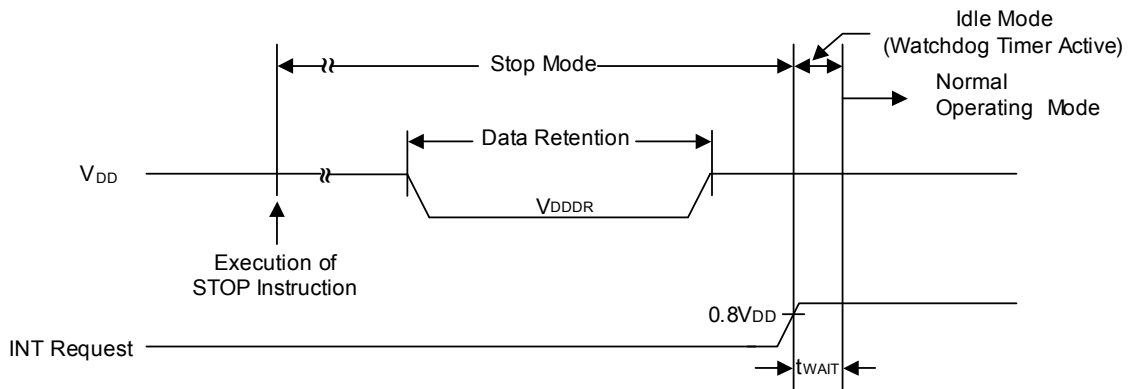 Idle Mode
(Watchdog Timer Active)
Stop Mode
Normal
Operating Mode
Data Retention
VDD
VDDDR
Execution of
STOP Instruction
0.8VDD
INT Request
tWAIT